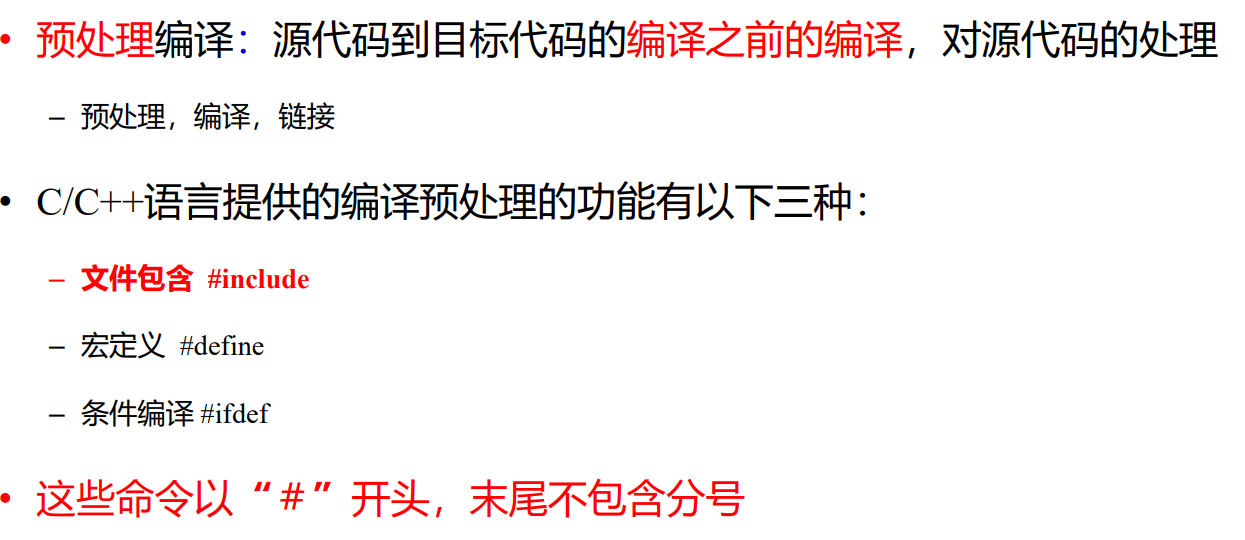 • 预处理编译：源代码到目标代码的编译之前的编译，对源代码的处理
– 预处理，编译，链接
• C/C++语言提供的编译预处理的功能有以下三种：
– 文件包含 #include
– 宏定义 #define
– 条件编译 #ifdef
• 这些命令以“#”开头，末尾不包含分号